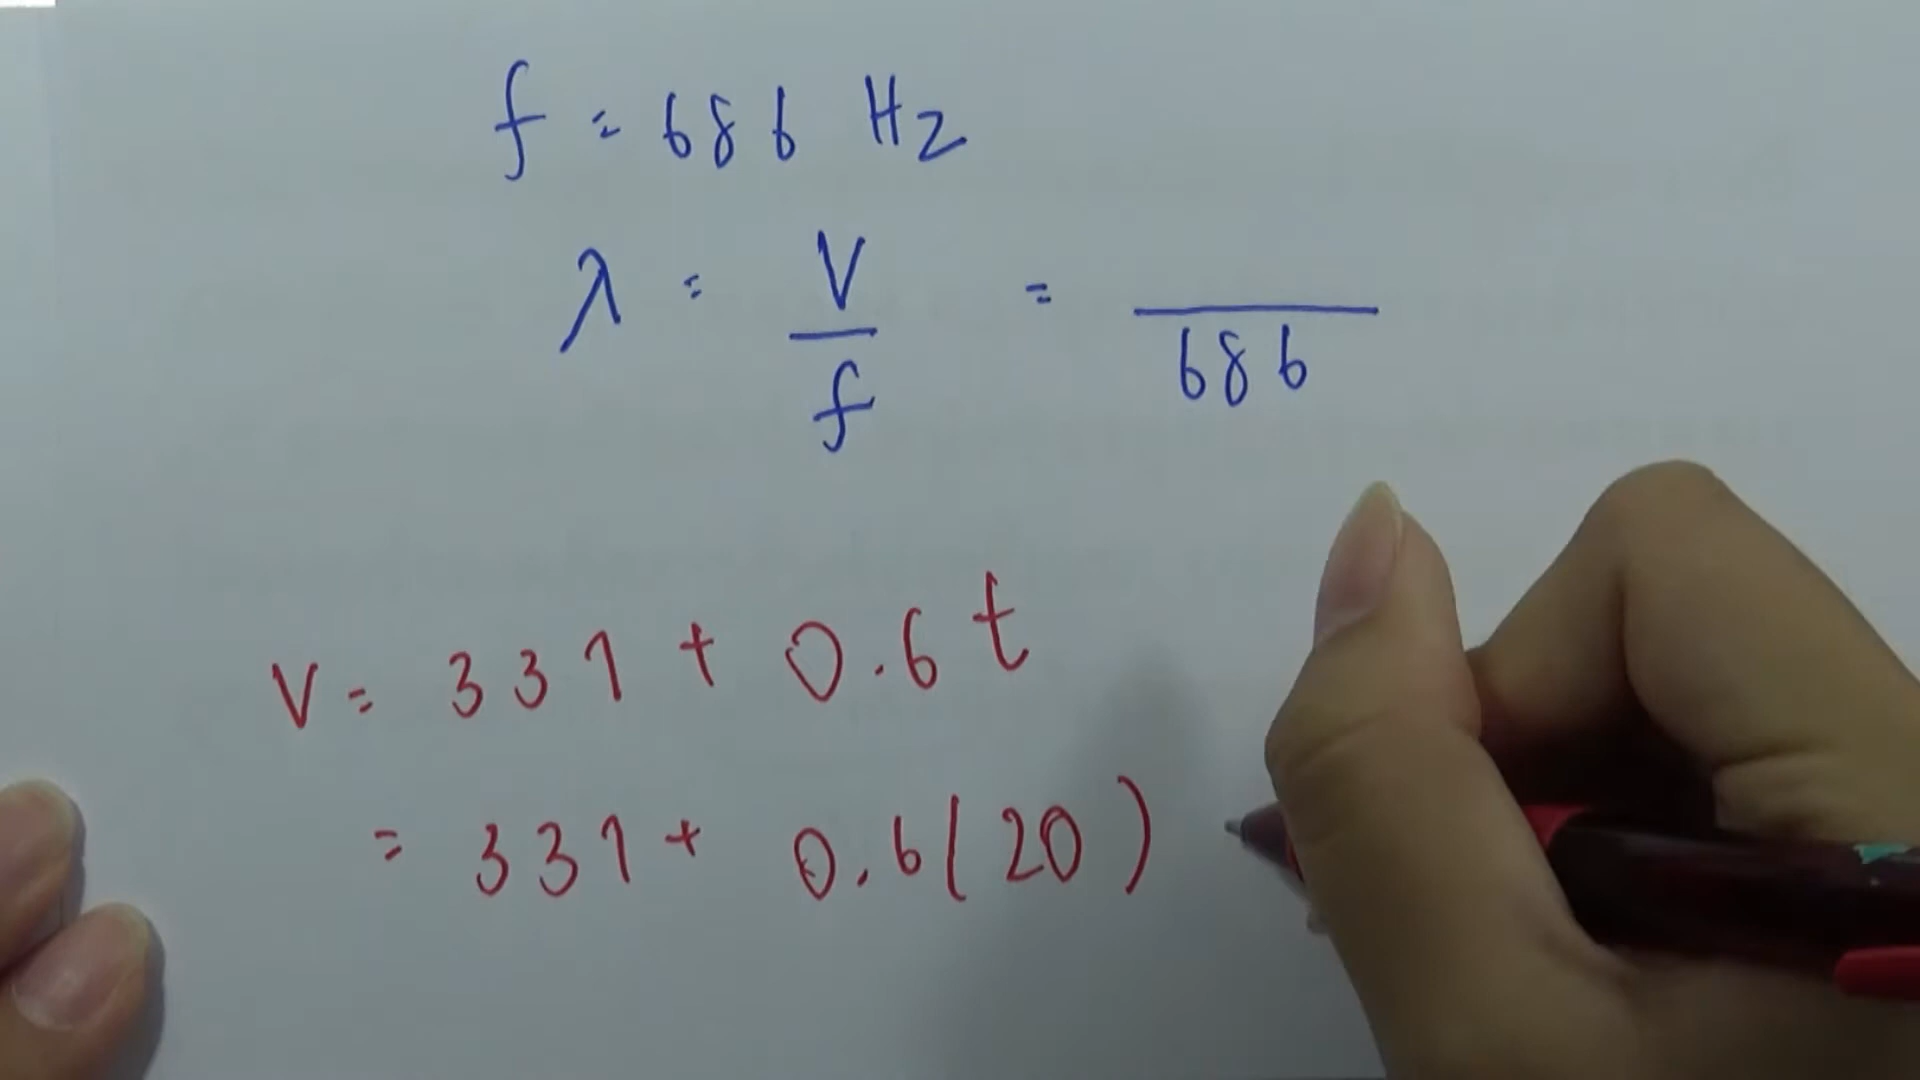 f = 686 Hz
λ = V/f = /686
V = 331 + 0.6t
= 331 + 0.6(20)